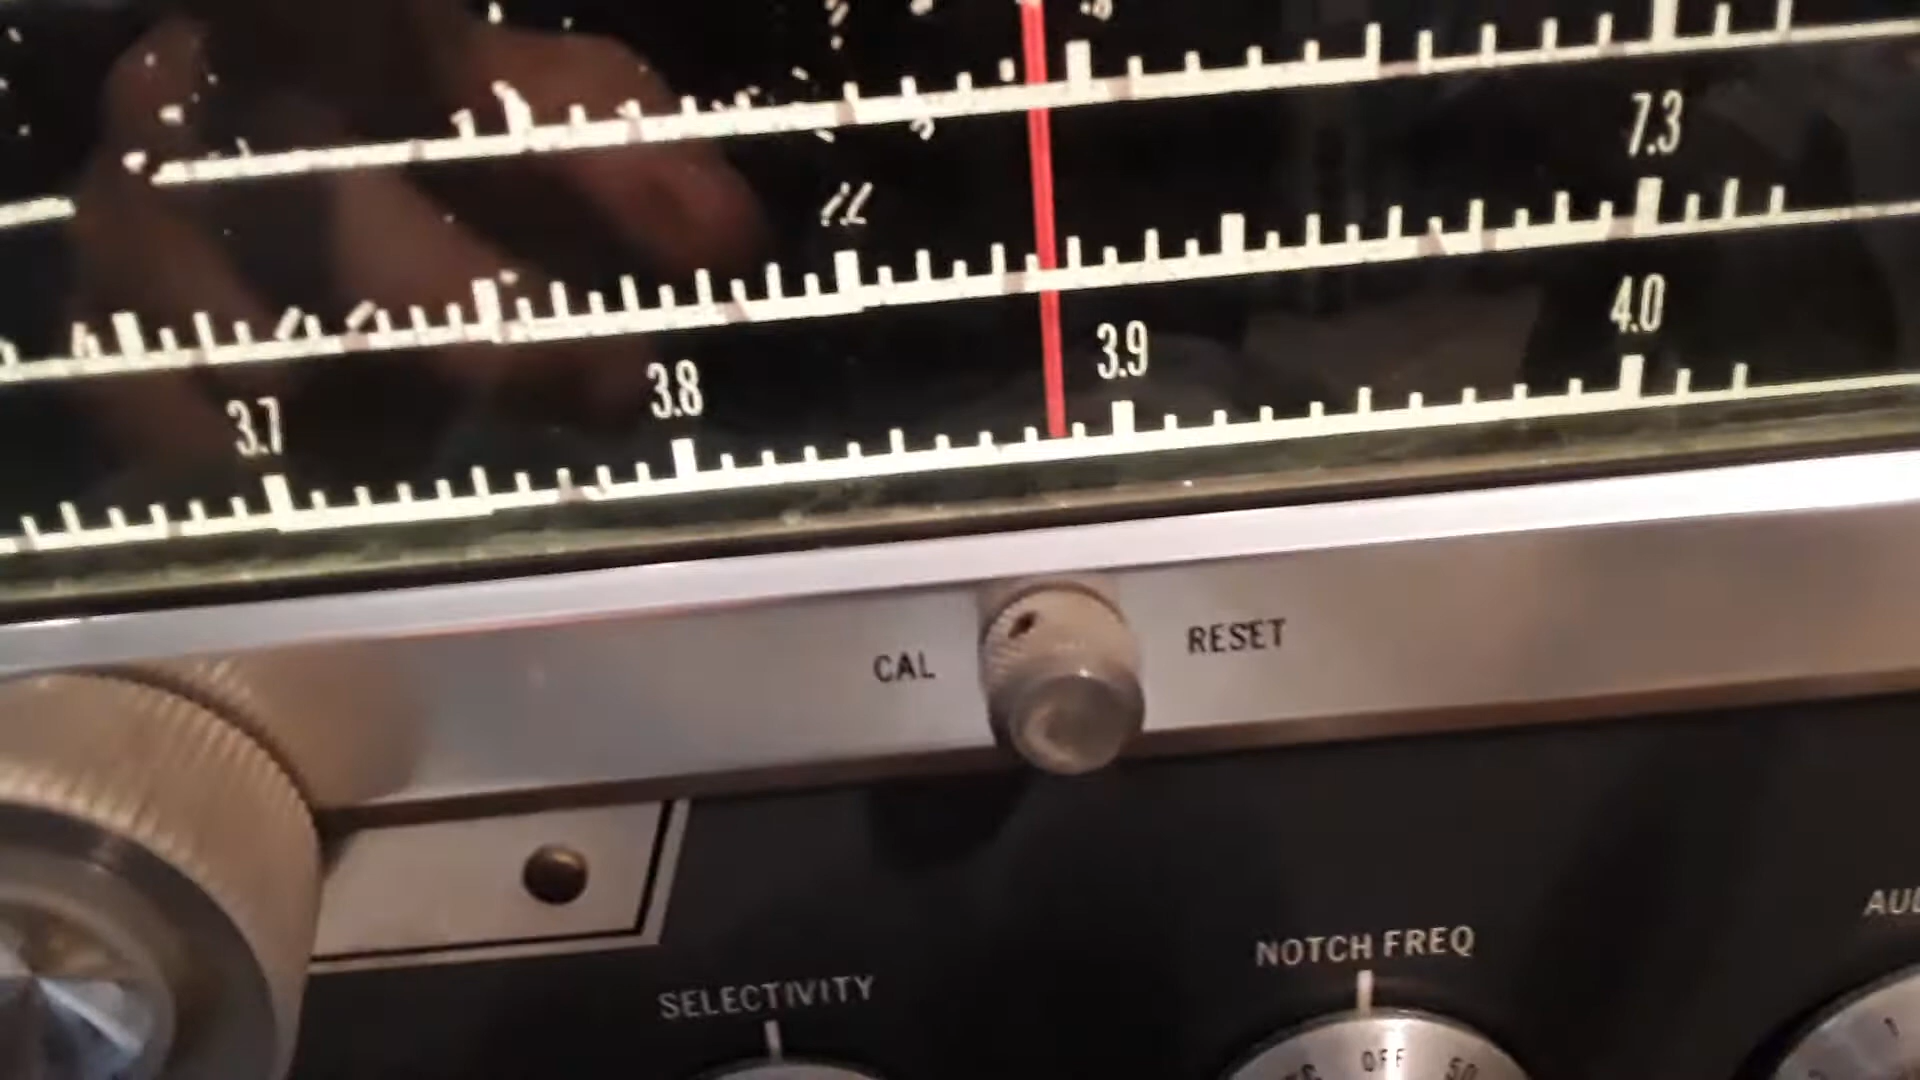 7.3
4.0
3.9
3.8
3.7
CAL
RESET
NOTCH FREQ
SELECTIVITY
OFF
50